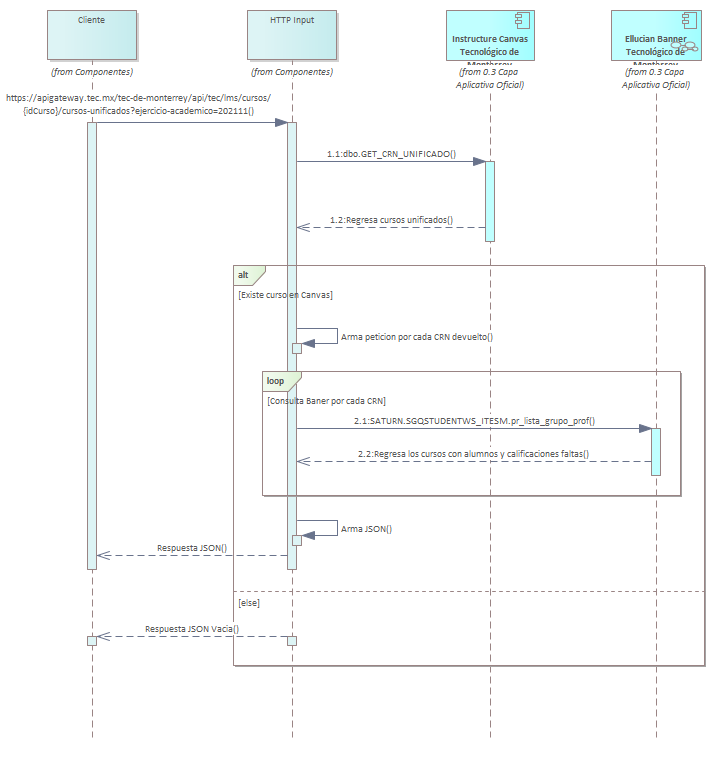 Cliente
HTTP Input
Instructure Canvas
Tecnológico de
Monterrey
Ellucian Banner
Tecnológico de
Monterrey
(from Componentes)
(from Componentes)
(from 0.3 Capa
Aplicativa Oficial)
(from 0.3 Capa
Aplicativa Oficial)
https://apigateway.tec.mx/tec-de-monterrey/api/tec/lms/cursos/
{idCurso}/cursos-unificados?ejercicio-academico=202111()
1.1:dbo.GET_CRN_UNIFICADO()
1.2:Regresa cursos unificados()
alt
[Existe curso en Canvas]
Arma peticion por cada CRN devuelto()
loop
[Consulta Baner por cada CRN]
2.1:SATURN.SGQSTUDENTWS_ITESM.pr_lista_grupo_prof()
2.2:Regresa los cursos con alumnos y calificaciones faltas()
Arma JSON()
Respuesta JSON()
[else]
Respuesta JSON Vacia()